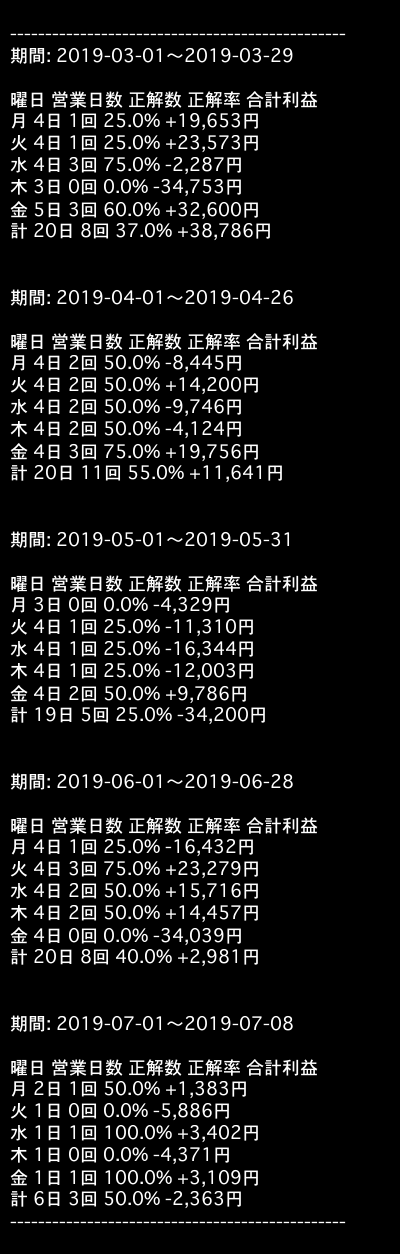 ------------------------------------------------
期間: 2019-03-01〜2019-03-29
曜日 営業日数 正解数 正解率 合計利益
月 4日 1回 25.0% +19,653円
火 4日 1回 25.0% +23,573円
水 4日 3回 75.0% -2,287円
木 3日 0回 0.0% -34,753円
金 5日 3回 60.0% +32,600円
計 20日 8回 37.0% +38,786円
期間: 2019-04-01〜2019-04-26
曜日 営業日数 正解数 正解率 合計利益
月 4日 2回 50.0% -8,445円
火 4日 2回 50.0% +14,200円
水 4日 2回 50.0% -9,746円
木 4日 2回 50.0% -4,124円
金 4日 3回 75.0% +19,756円
計 20日 11回 55.0% +11,641円
期間: 2019-05-01〜2019-05-31
曜日 営業日数 正解数 正解率 合計利益
月 3日 0回 0.0% -4,329円
火 4日 1回 25.0% -11,310円
水 4日 1回 25.0% -16,344円
木 4日 1回 25.0% -12,003円
金 4日 2回 50.0% +9,786円
計 19日 5回 25.0% -34,200円
期間: 2019-06-01〜2019-06-28
曜日 営業日数 正解数 正解率 合計利益
月 4日 1回 25.0% -16,432円
火 4日 3回 75.0% +23,279円
水 4日 2回 50.0% +15,716円
木 4日 2回 50.0% +14,457円
金 4日 0回 0.0% -34,039円
計 20日 8回 40.0% +2,981円
期間: 2019-07-01〜2019-07-08
曜日 営業日数 正解数 正解率 合計利益
月 2日 1回 50.0% +1,383円
火 1日 0回 0.0% -5,886円
水 1日 1回 100.0% +3,402円
木 1日 0回 0.0% -4,371円
金 1日 1回 100.0% +3,109円
計 6日 3回 50.0% -2,363円
------------------------------------------------